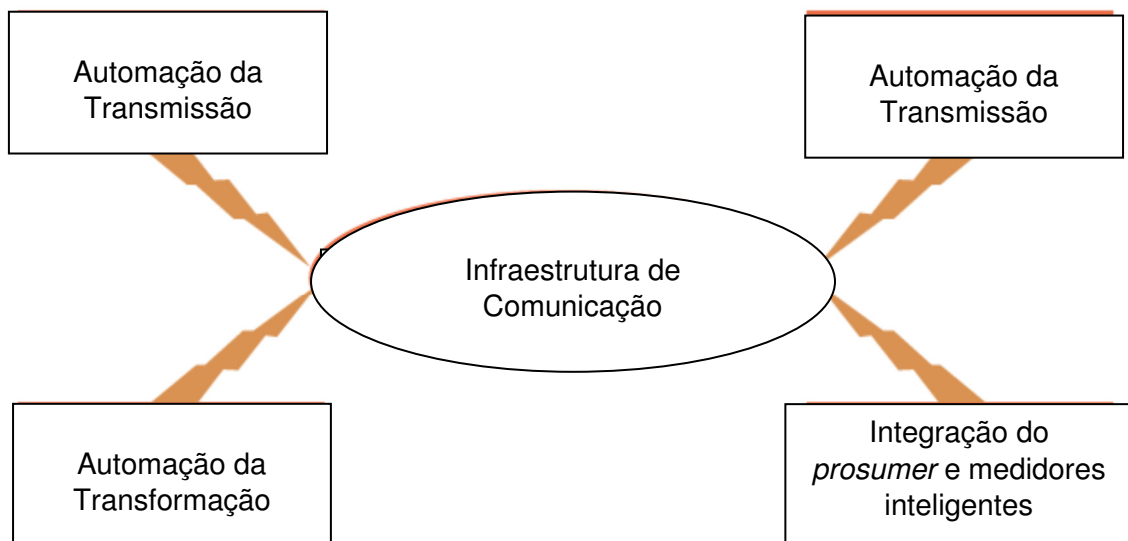 Automação da
Transmissão
Automação da
Transmissão
Infraestrutura de
Comunicação
Automação da
Transformação
Integração do
prosumer e medidores
inteligentes